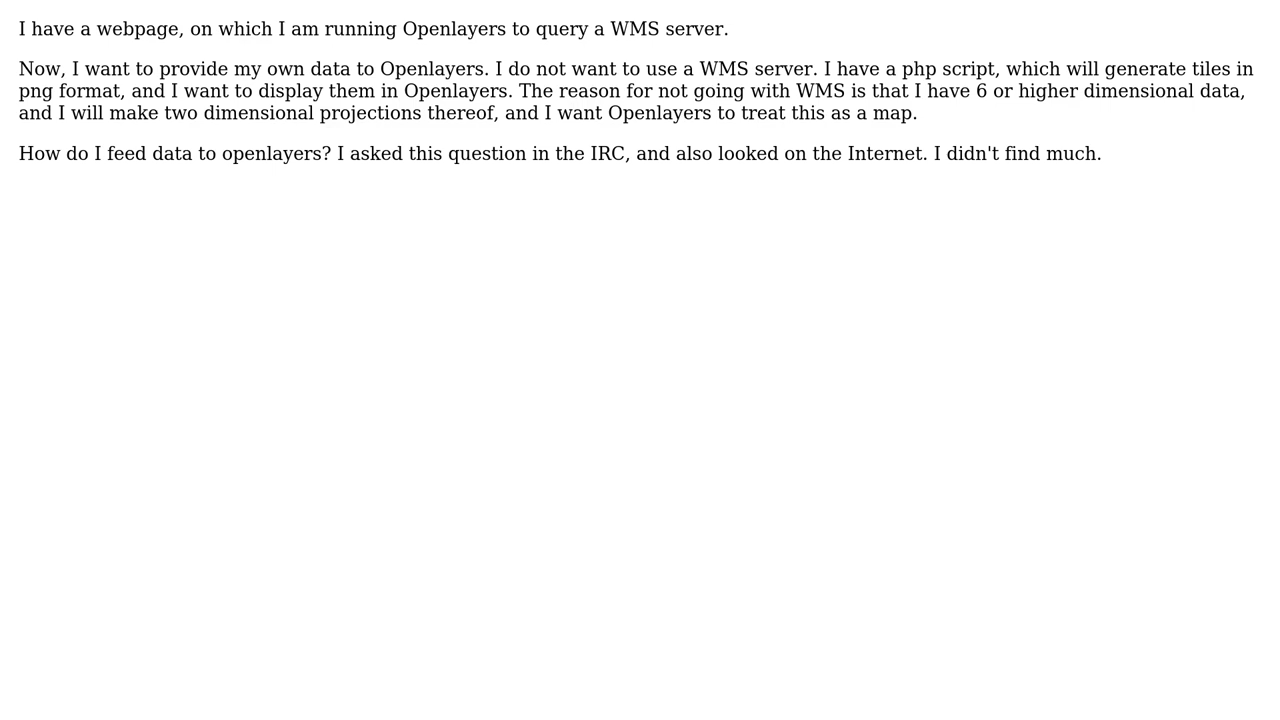 I have a webpage, on which I am running Openlayers to query a WMS server.
Now, I want to provide my own data to Openlayers. I do not want to use a WMS server. I have a php script, which will generate tiles in
png format, and I want to display them in Openlayers. The reason for not going with WMS is that I have 6 or higher dimensional data,
and I will make two dimensional projections thereof, and I want Openlayers to treat this as a map.
How do I feed data to openlayers? I asked this question in the IRC, and also looked on the Internet. I didn't find much.